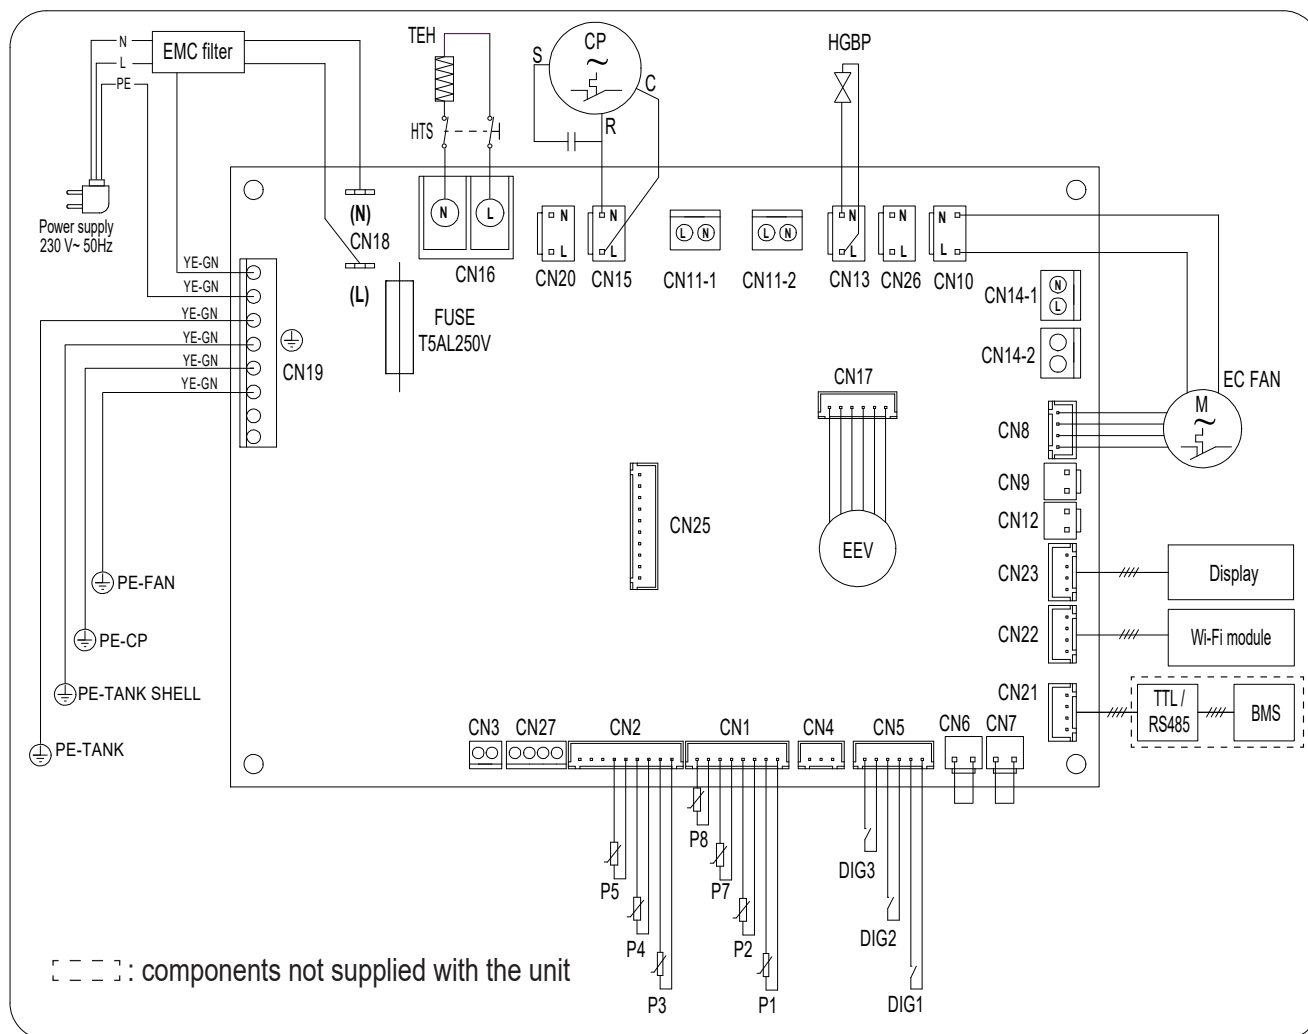 TEH
S
CP
C
R
HGBP
N
L
PE
EMC filter
HTS
Power supply
230 V~ 50Hz
(N)
CN18
(L)
N
L
CN16
N
L
CN20
N
L
CN15
L N
CN11-1
L N
CN11-2
N
L
CN13
N
L
CN26
N
L
CN10
N
L
CN14-1
CN14-2
YE-GN
YE-GN
YE-GN
YE-GN
YE-GN
YE-GN
CN19
FUSE
T5AL250V
CN17
EEV
CN25
EC FAN
M
CN8
CN9
CN12
CN23
Display
CN22
Wi-Fi module
CN21
TTL /
RS485
BMS
PE-FAN
PE-CP
PE-TANK SHELL
PE-TANK
CN3
CN27
CN2
CN1
CN4
CN5
CN6
CN7
P8
P5
P7
DIG3
P4
P2
DIG2
P3
P1
DIG1
: components not supplied with the unit